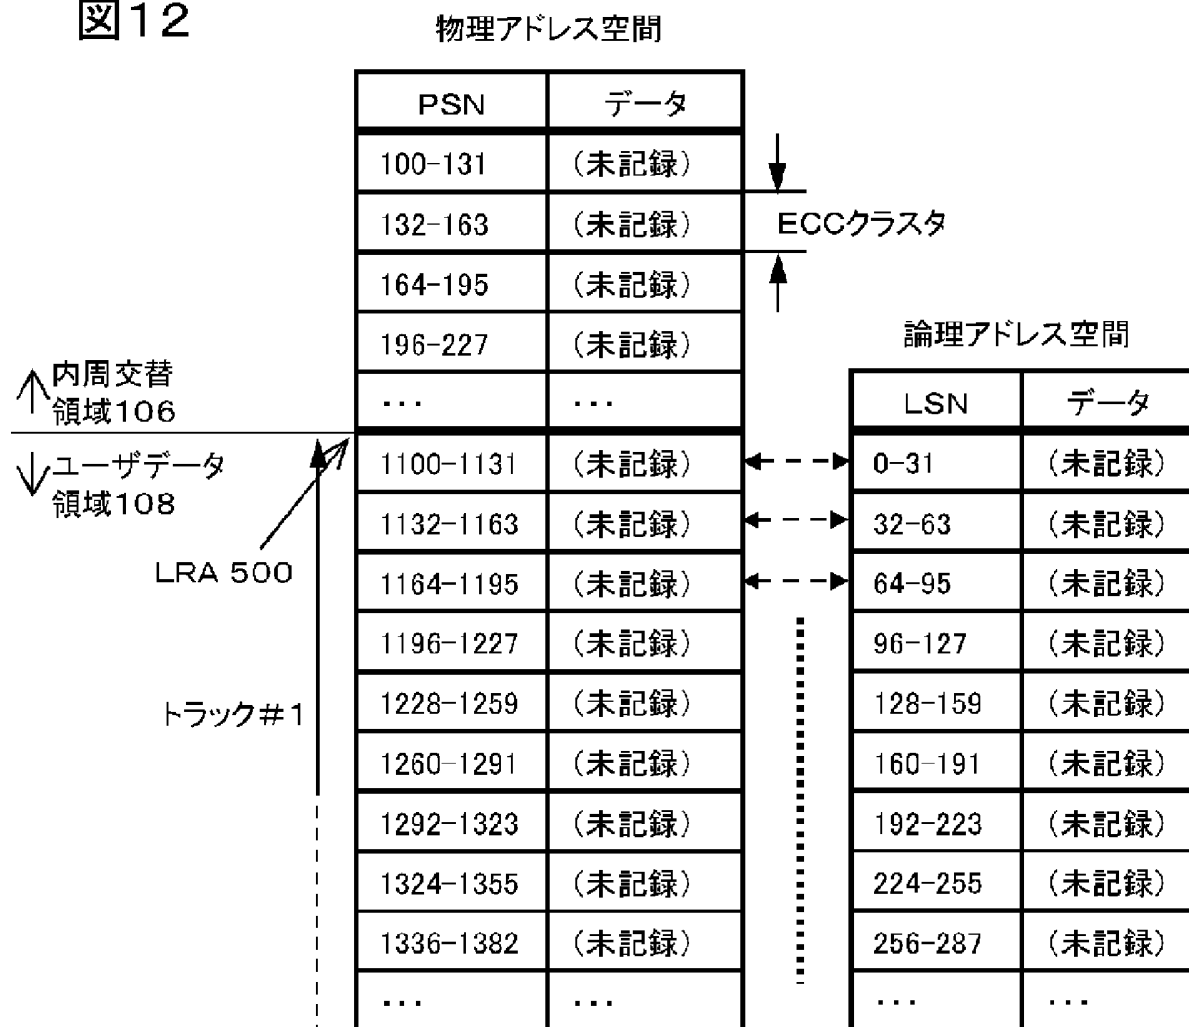 図12
物理アドレス空間
PSN データ
100-131 (未記録)
132-163 (未記録)
164-195 (未記録)
196-227 (未記録)
... ...
1100-1131 (未記録)
1132-1163 (未記録)
1164-1195 (未記録)
1196-1227 (未記録)
1228-1259 (未記録)
1260-1291 (未記録)
1292-1323 (未記録)
1324-1355 (未記録)
1336-1382 (未記録)
... ...
ECCクラスタ
内周交替
領域106
ユーザデータ
領域108
LRA 500
トラック#1
論理アドレス空間
LSN データ
0-31 (未記録)
32-63 (未記録)
64-95 (未記録)
96-127 (未記録)
128-159 (未記録)
160-191 (未記録)
192-223 (未記録)
224-255 (未記録)
256-287 (未記録)
... ...